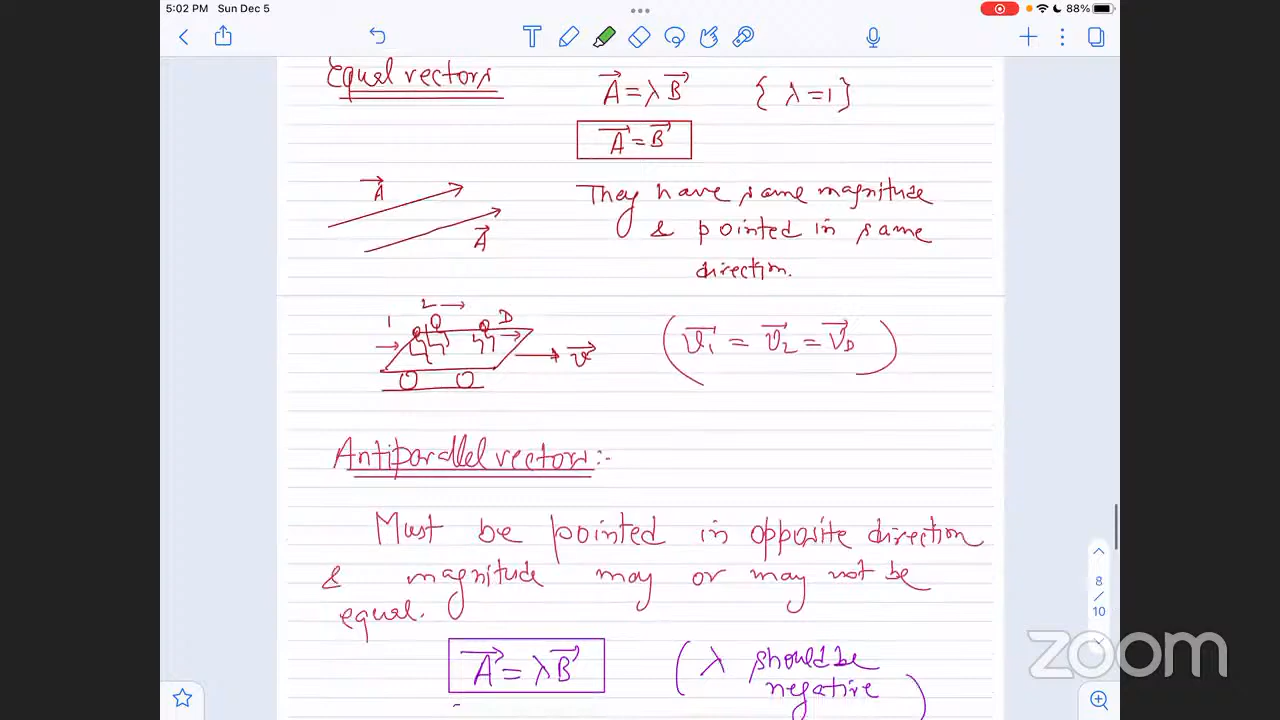 5:02 PM Sun Dec 5
88%
Equal vectors
A⃗ = λB⃗ { λ = 1 }
A⃗ = B⃗
A⃗
A⃗
They have same magnitude
& pointed in same
direction.
1 2 D
v⃗
( v⃗₁ = v⃗₂ = v⃗D )
Antiparallel vectors:-
Must be pointed in opposite direction
& magnitude may or may not be
equal.
A⃗ = λB⃗ ( λ should be
negative )
8
/
10
zoom